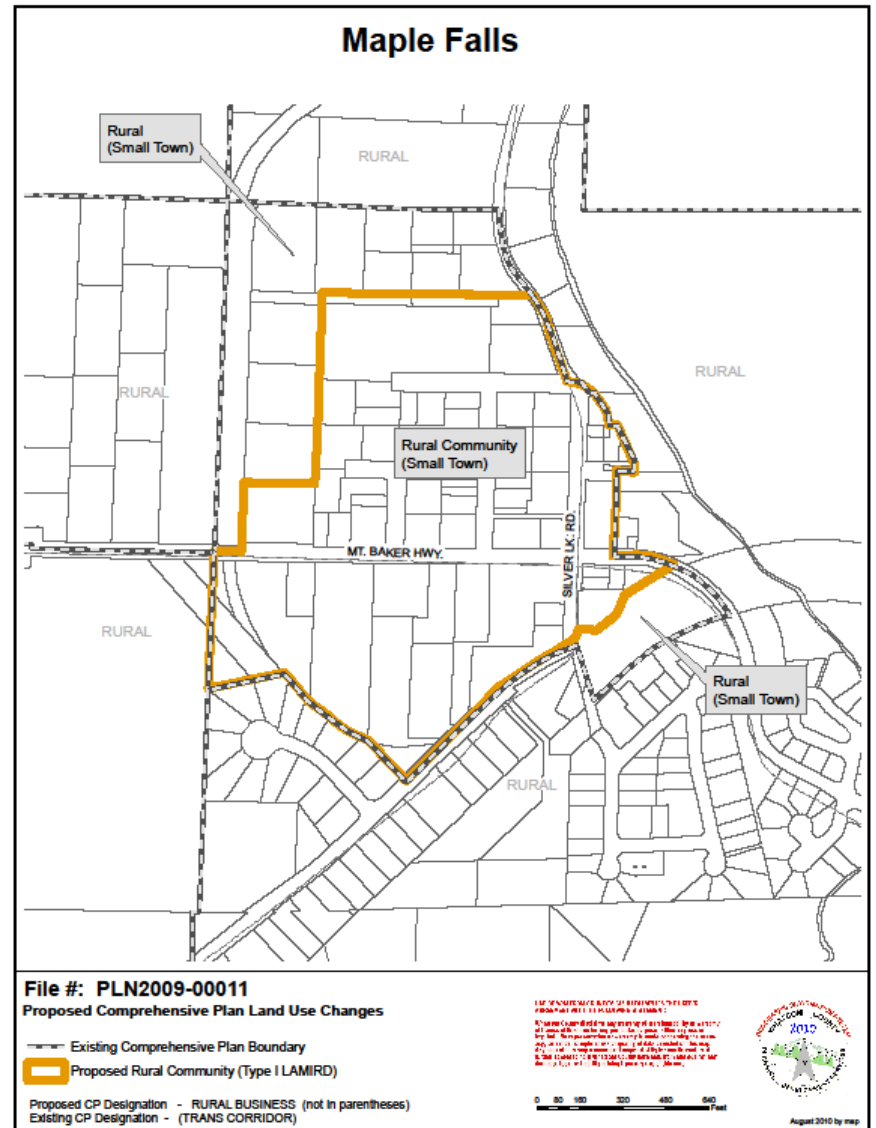 Maple Falls
Rural
(Small Town)
RURAL
RURAL
RURAL
Rural Community
(Small Town)
MT. BAKER HWY.
SILVER LK. RD.
RURAL
Rural
(Small Town)
RURAL
File #: PLN2009-00011
Proposed Comprehensive Plan Land Use Changes
Existing Comprehensive Plan Boundary
Proposed Rural Community (Type I LAMIRD)
Proposed CP Designation - RURAL BUSINESS (not in parentheses)
Existing CP Designation - (TRANS CORRIDOR)
2010
0 80 160 320 480 640
Feet
August 2010 by map